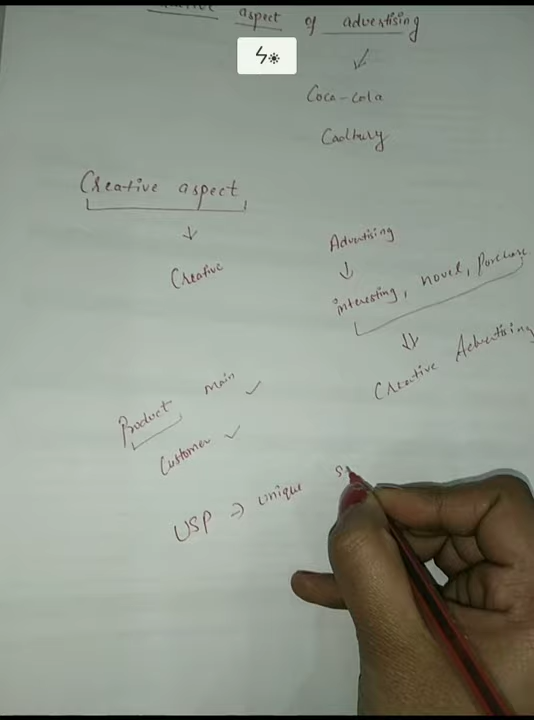 aspect of advertising
Coca-cola
Cadbury
Creative aspect
Creative
Advertising
interesting, novel, purchase
Creative Advertising
Product main
Customer
USP → unique